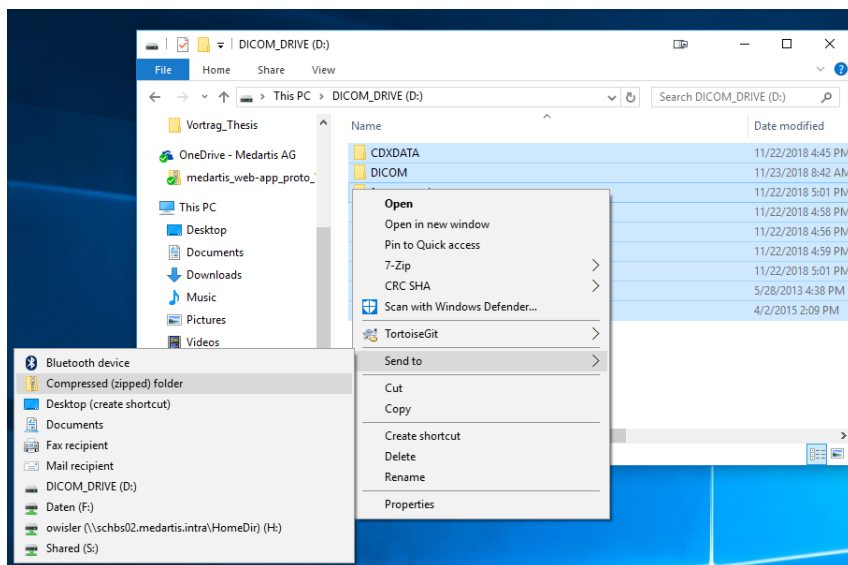 DICOM_DRIVE (D:)
File Home Share View
This PC > DICOM_DRIVE (D:)
Search DICOM_DRIVE (D:)
Vortrag_Thesis
OneDrive - Medartis AG
medartis_web-app_proto_
This PC
Desktop
Documents
Downloads
Music
Pictures
Videos
Name Date modified
CDXDATA 11/22/2018 4:45 PM
DICOM 11/23/2018 8:42 AM
11/22/2018 5:01 PM
11/22/2018 4:58 PM
11/22/2018 4:56 PM
11/22/2018 4:59 PM
11/22/2018 5:01 PM
5/28/2013 4:38 PM
4/2/2015 2:09 PM
Open
Open in new window
Pin to Quick access
7-Zip
CRC SHA
Scan with Windows Defender...
TortoiseGit
Send to
Cut
Copy
Create shortcut
Delete
Rename
Properties
Bluetooth device
Compressed (zipped) folder
Desktop (create shortcut)
Documents
Fax recipient
Mail recipient
DICOM_DRIVE (D:)
Daten (F:)
owisler (\\schbs02.medartis.intra\HomeDir) (H:)
Shared (S:)